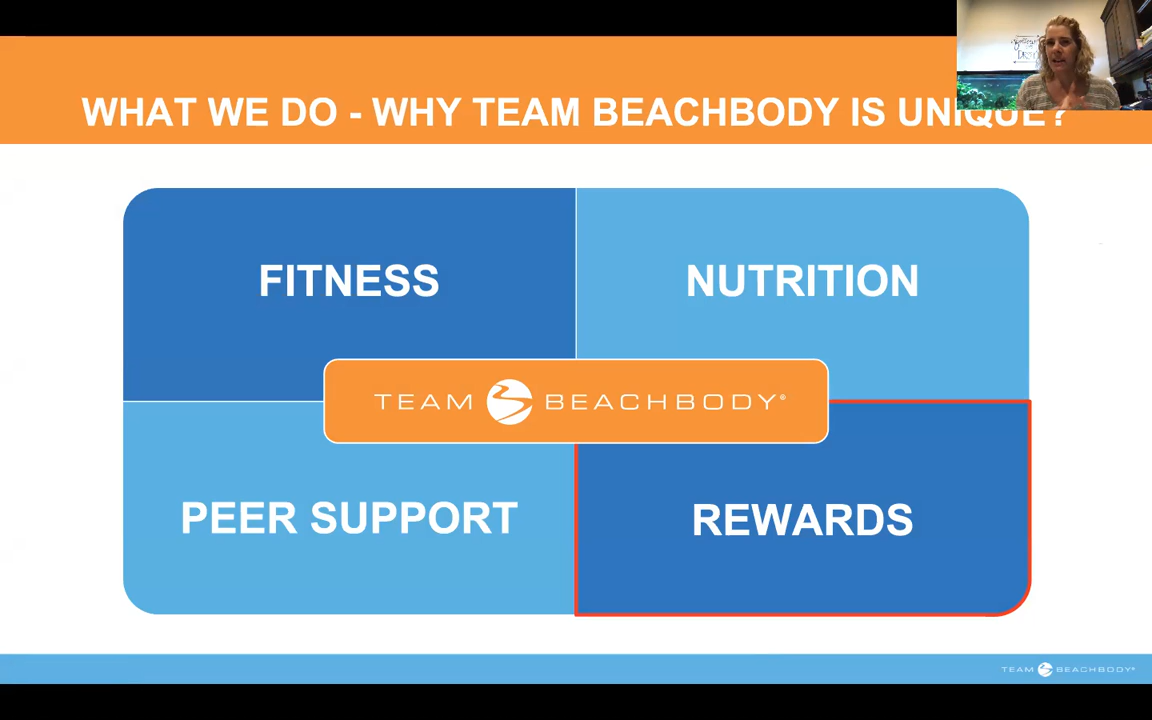 WHAT WE DO - WHY TEAM BEACHBODY IS UNIQUE?
FITNESS
NUTRITION
TEAM BEACHBODY®
PEER SUPPORT
REWARDS
TEAM BEACHBODY®